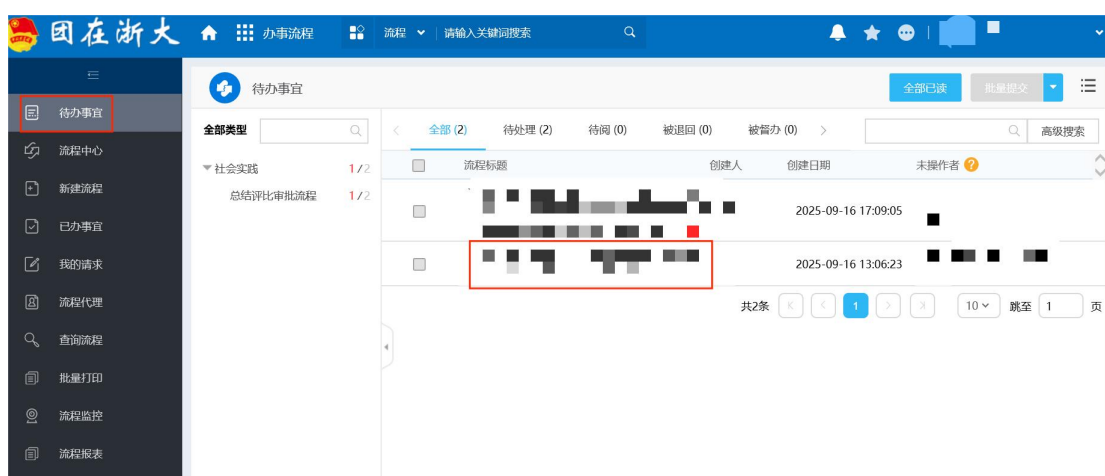 团在浙大 办事流程 流程 请输入关键词搜索
待办事宜 全部已读 批量提交
待办事宜
流程中心
新建流程
已办事宜
我的请求
流程代理
查询流程
批量打印
流程监控
流程报表
全部类型
社会实践 1/2
总结评比审批流程 1/2
全部 (2) 待处理 (2) 待阅 (0) 被退回 (0) 被督办 (0) 高级搜索
流程标题 创建人 创建日期 未操作者 ?
2025-09-16 17:09:05
2025-09-16 13:06:23
共2条 1 10 跳至 1 页